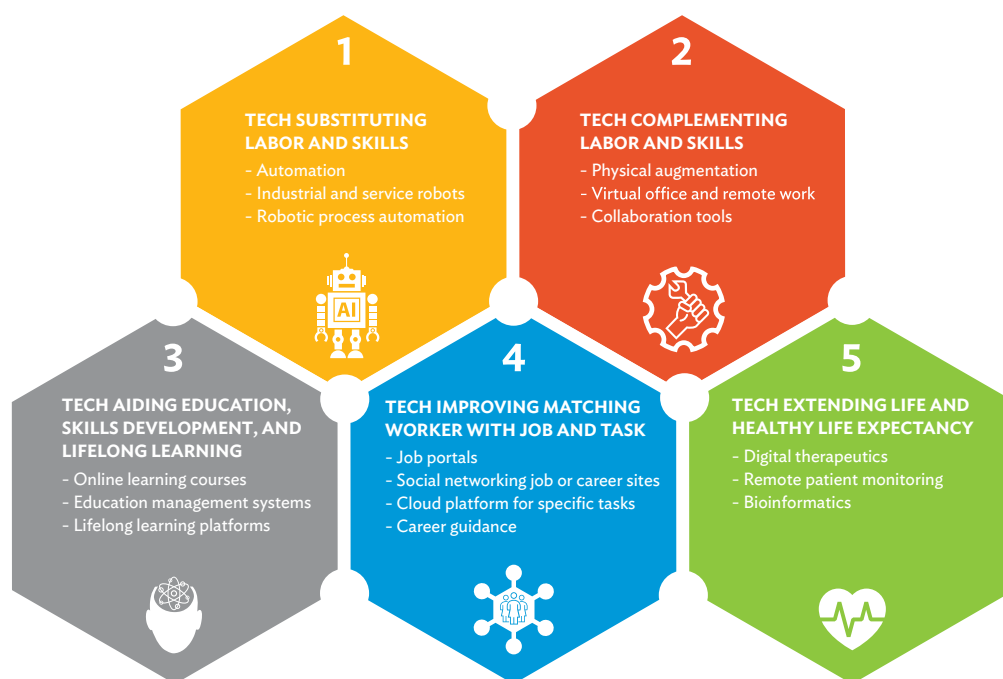 1
TECH SUBSTITUTING
LABOR AND SKILLS
- Automation
- Industrial and service robots
- Robotic process automation
AI
2
TECH COMPLEMENTING
LABOR AND SKILLS
- Physical augmentation
- Virtual office and remote work
- Collaboration tools
3
TECH AIDING EDUCATION,
SKILLS DEVELOPMENT, AND
LIFELONG LEARNING
- Online learning courses
- Education management systems
- Lifelong learning platforms
4
TECH IMPROVING MATCHING
WORKER WITH JOB AND TASK
- Job portals
- Social networking job or career sites
- Cloud platform for specific tasks
- Career guidance
5
TECH EXTENDING LIFE AND
HEALTHY LIFE EXPECTANCY
- Digital therapeutics
- Remote patient monitoring
- Bioinformatics